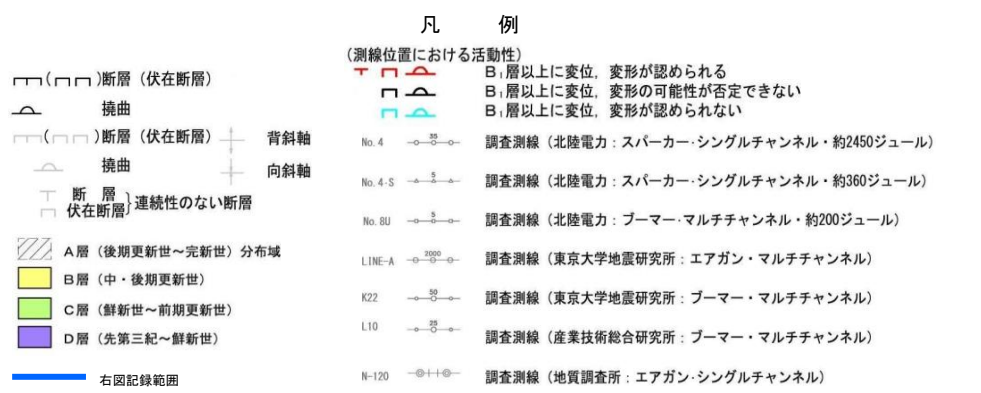 凡 例
(測線位置における活動性)
B₁層以上に変位,変形が認められる
B₁層以上に変位,変形の可能性が否定できない
B₁層以上に変位,変形が認められない
( )断層(伏在断層)
撓曲
( )断層(伏在断層)
背斜軸
撓曲
向斜軸
断 層
伏在断層
}連続性のない断層
A層(後期更新世~完新世)分布域
B層(中・後期更新世)
C層(鮮新世~前期更新世)
D層(先第三紀~鮮新世)
右図記録範囲
No.4 35 調査測線(北陸電力:スパーカー・シングルチャンネル・約2450ジュール)
No.4-S 5 調査測線(北陸電力:スパーカー・シングルチャンネル・約360ジュール)
No.8U 5 調査測線(北陸電力:ブーマー・マルチチャンネル・約200ジュール)
LINE-A 2000 調査測線(東京大学地震研究所:エアガン・マルチチャンネル)
K22 50 調査測線(東京大学地震研究所:ブーマー・マルチチャンネル)
L10 25 調査測線(産業技術総合研究所:ブーマー・マルチチャンネル)
N-120 調査測線(地質調査所:エアガン・シングルチャンネル)